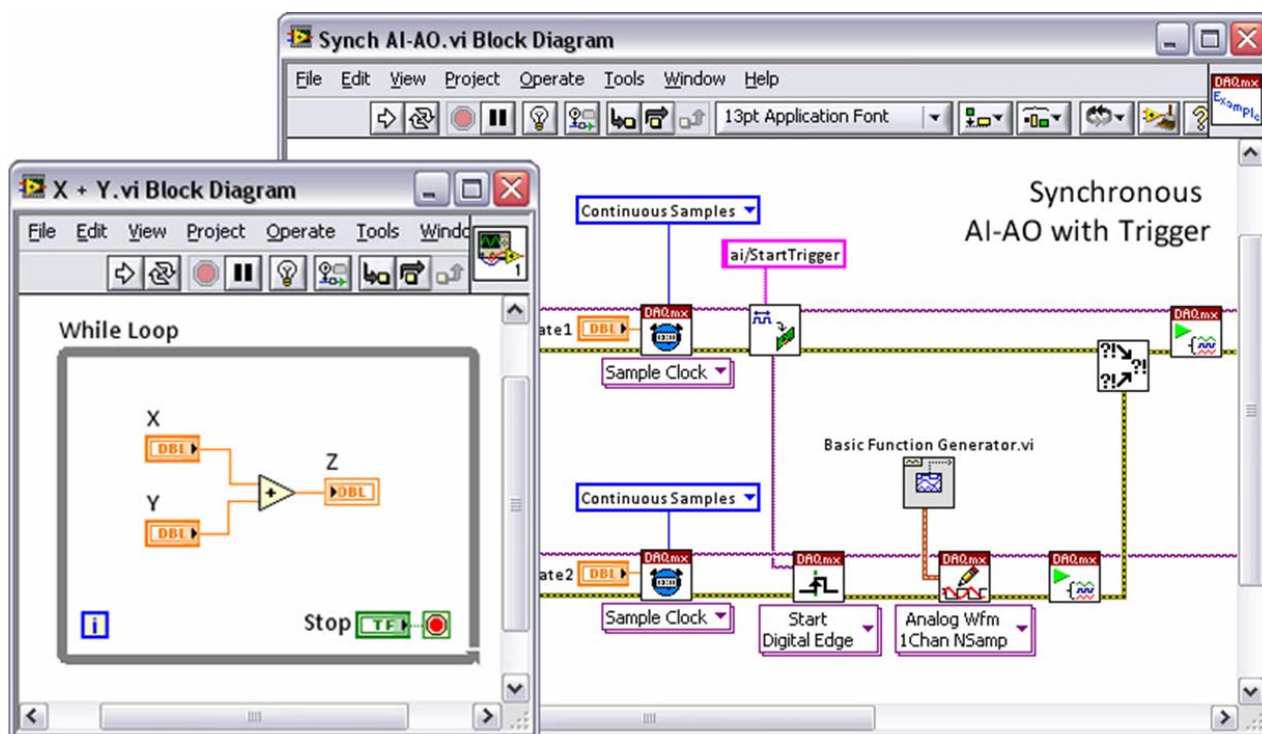 Synch AI-AO.vi Block Diagram
File Edit View Project Operate Tools Window Help
13pt Application Font
DAQmx
Example
Synchronous
AI-AO with Trigger
Continuous Samples
ai/StartTrigger
ate1
DBL
DAQmx
Sample Clock
DAQmx
?!
?!
?!
Basic Function Generator.vi
Continuous Samples
ate2
DBL
DAQmx
Sample Clock
DAQmx
Start
Digital Edge
DAQmx
Analog Wfm
1Chan NSamp
DAQmx
X + Y.vi Block Diagram
File Edit View Project Operate Tools
1
While Loop
X
DBL
Y
DBL
Z
DBL
i
Stop
TF